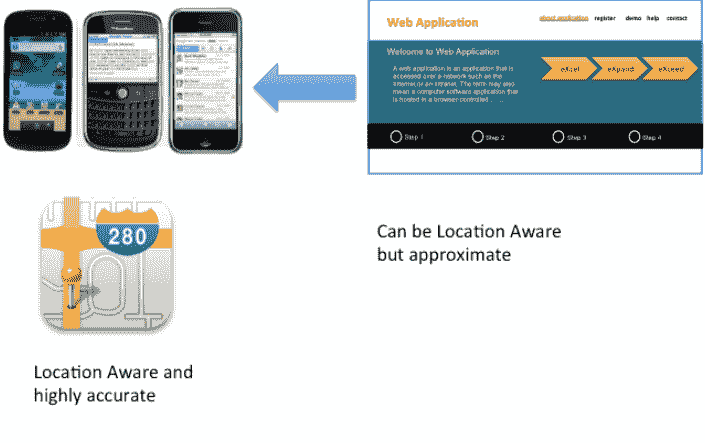 Web Application
about application register demo help contact
Welcome to Web Application
A web application is an application that is
accessed over a network such as the
Internet or an intranet. The term may also
mean a computer software application that
is hosted in a browser-controlled
eXcel eXpand eXceed
Step 1 Step 2 Step 3 Step 4
280
Can be Location Aware
but approximate
Location Aware and
highly accurate